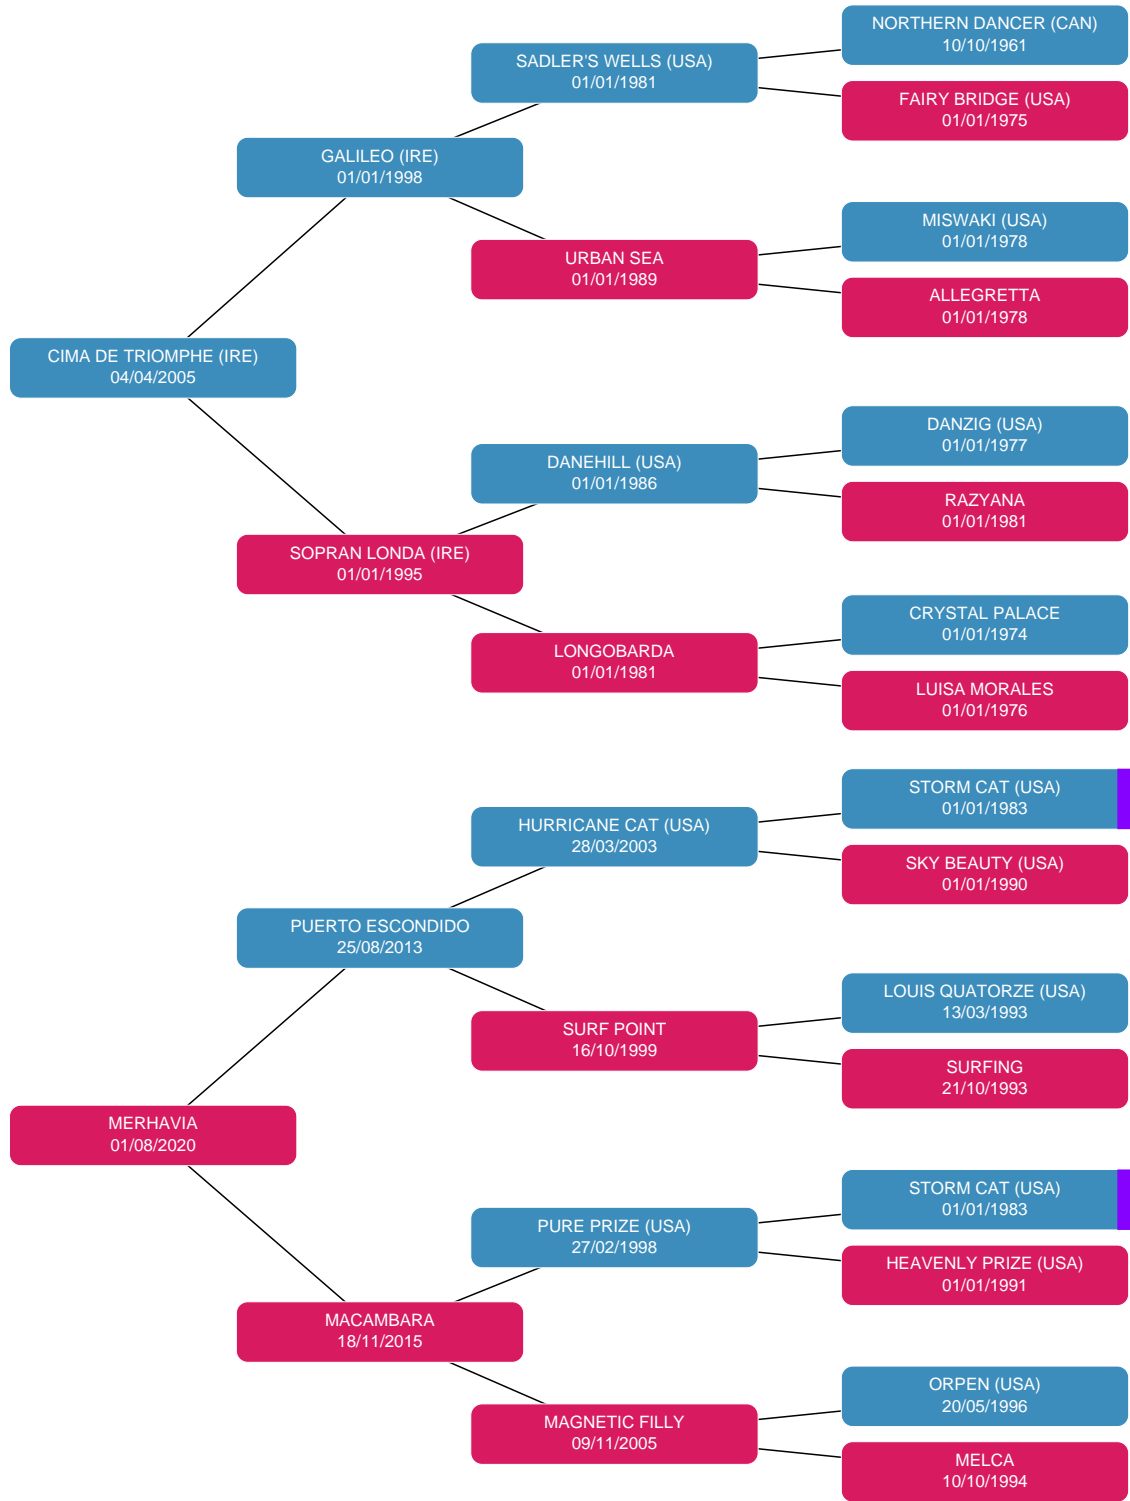 NORTHERN DANCER (CAN)
10/10/1961
SADLER'S WELLS (USA)
01/01/1981
FAIRY BRIDGE (USA)
01/01/1975
GALILEO (IRE)
01/01/1998
MISWAKI (USA)
01/01/1978
URBAN SEA
01/01/1989
ALLEGRETTA
01/01/1978
CIMA DE TRIOMPHE (IRE)
04/04/2005
DANZIG (USA)
01/01/1977
DANEHILL (USA)
01/01/1986
RAZYANA
01/01/1981
SOPRAN LONDA (IRE)
01/01/1995
CRYSTAL PALACE
01/01/1974
LONGOBARDA
01/01/1981
LUISA MORALES
01/01/1976
STORM CAT (USA)
01/01/1983
HURRICANE CAT (USA)
28/03/2003
SKY BEAUTY (USA)
01/01/1990
PUERTO ESCONDIDO
25/08/2013
LOUIS QUATORZE (USA)
13/03/1993
SURF POINT
16/10/1999
SURFING
21/10/1993
MERHAVIA
01/08/2020
STORM CAT (USA)
01/01/1983
PURE PRIZE (USA)
27/02/1998
HEAVENLY PRIZE (USA)
01/01/1991
MACAMBARA
18/11/2015
ORPEN (USA)
20/05/1996
MAGNETIC FILLY
09/11/2005
MELCA
10/10/1994